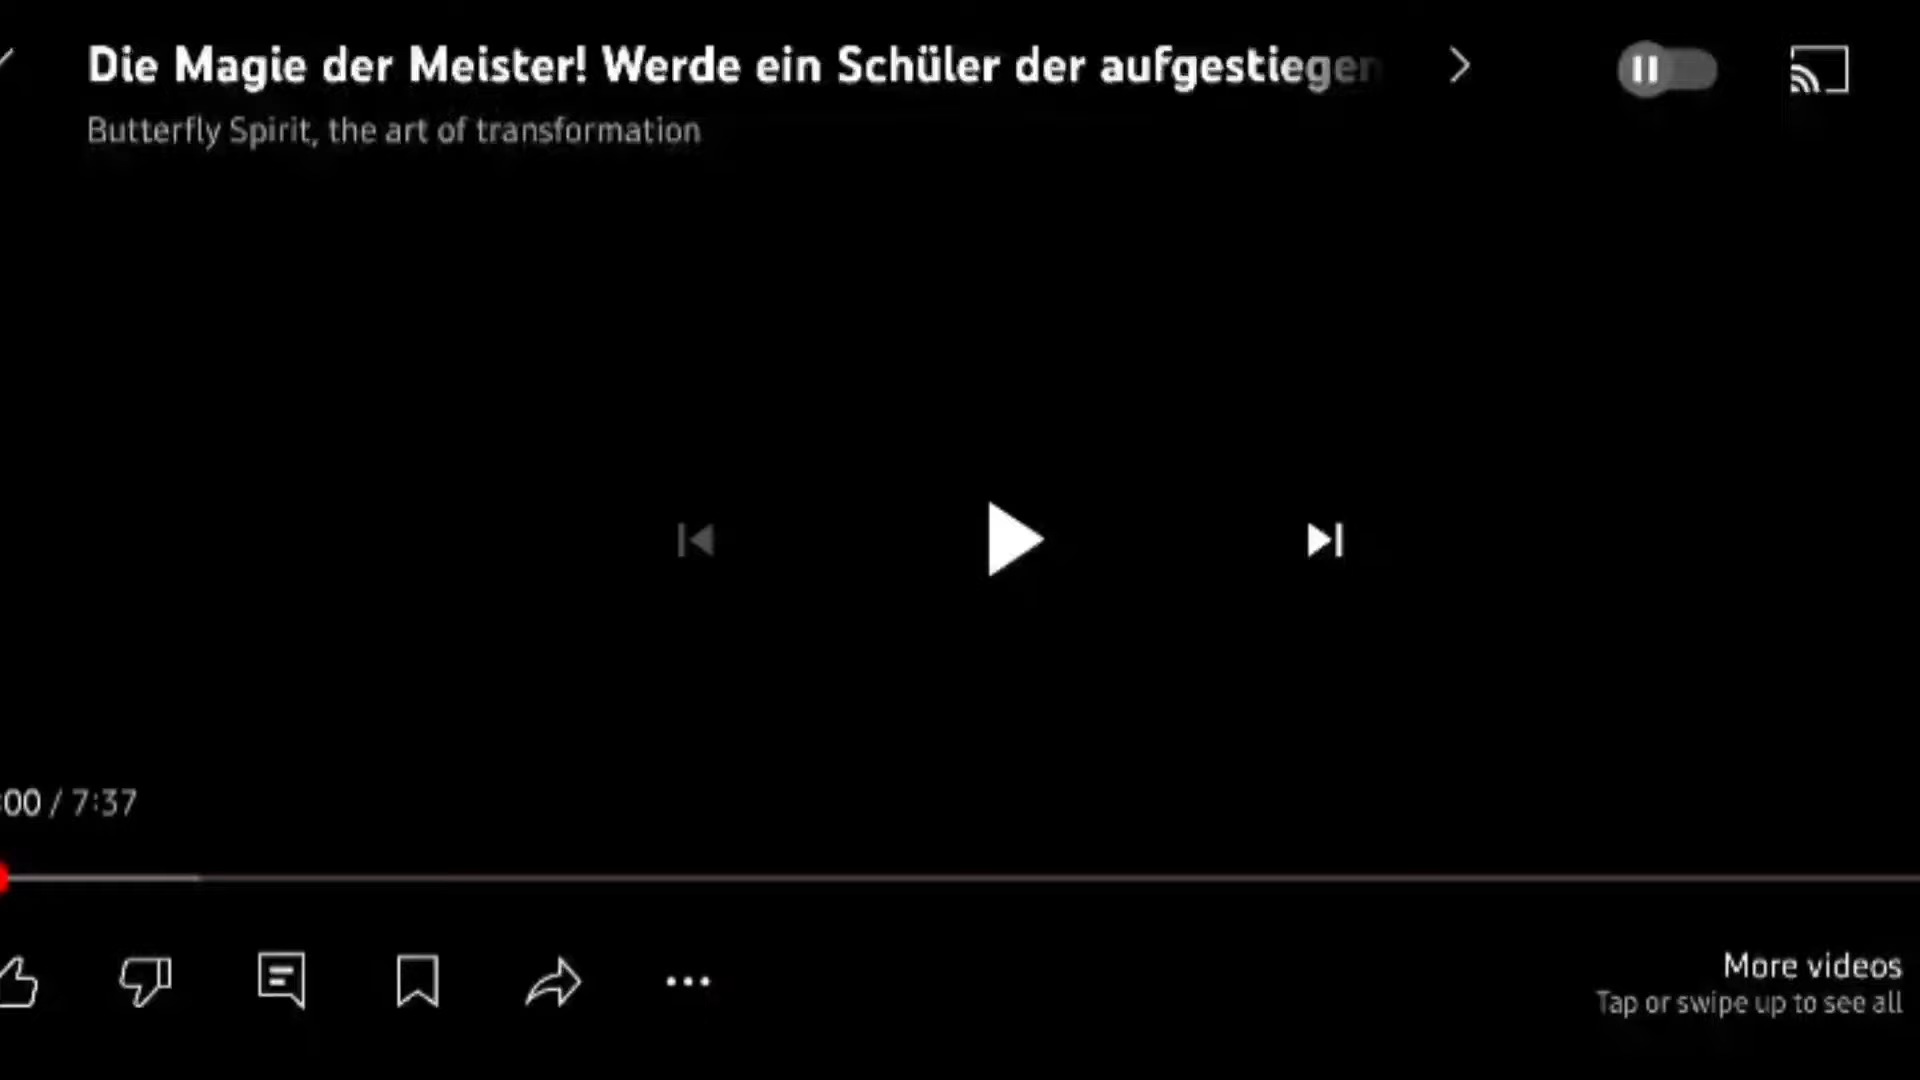 Die Magie der Meister! Werde ein Schüler der aufgestiegen
Butterfly Spirit, the art of transformation
:00 / 7:37
More videos
Tap or swipe up to see all